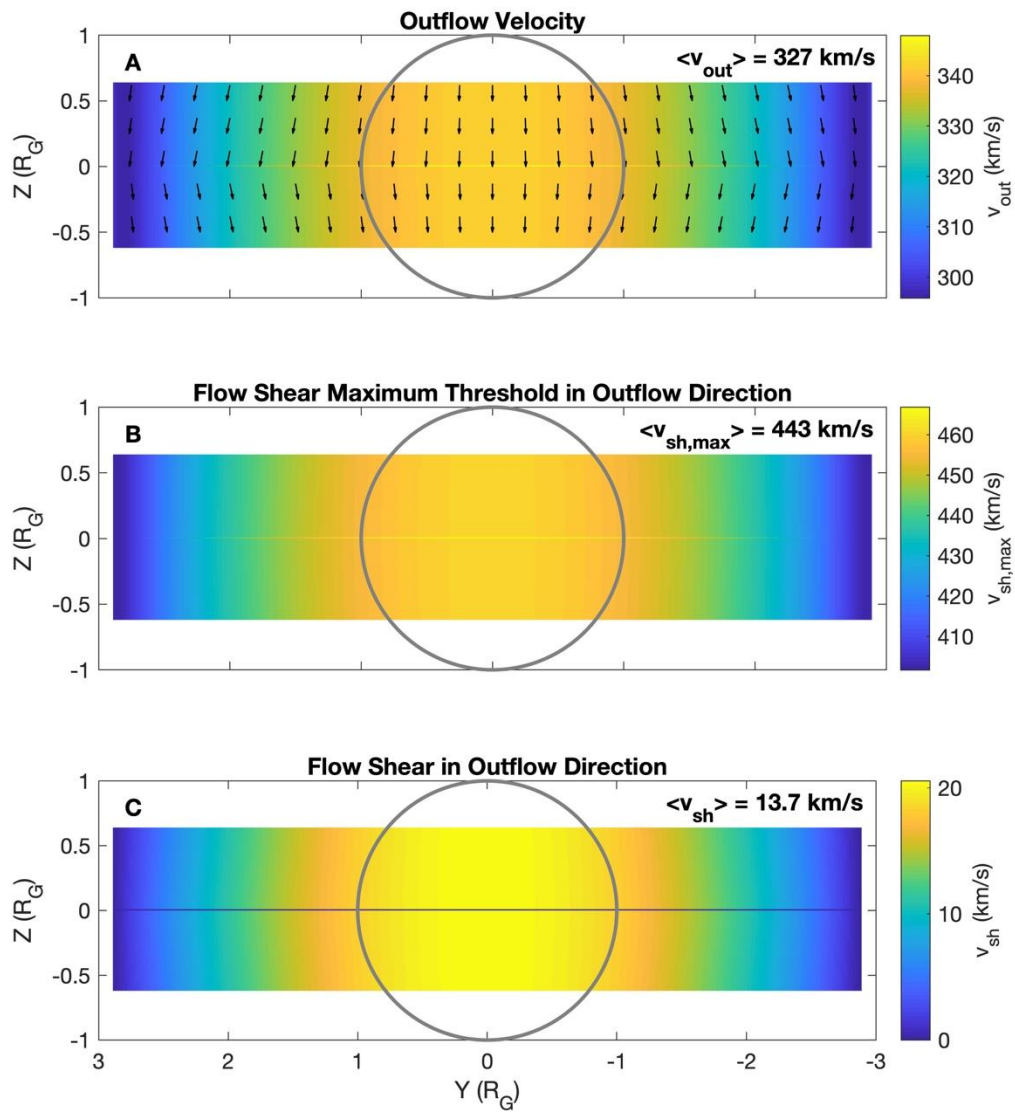 Outflow Velocity
A
<v_out> = 327 km/s
1
0.5
0
-0.5
-1
Z (R_G)
340
330
320
310
300
v_out (km/s)
Flow Shear Maximum Threshold in Outflow Direction
B
<v_sh,max> = 443 km/s
1
0.5
0
-0.5
-1
Z (R_G)
460
450
440
430
420
410
v_sh,max (km/s)
Flow Shear in Outflow Direction
C
<v_sh> = 13.7 km/s
1
0.5
0
-0.5
-1
Z (R_G)
20
10
0
v_sh (km/s)
3 2 1 0 -1 -2 -3
Y (R_G)